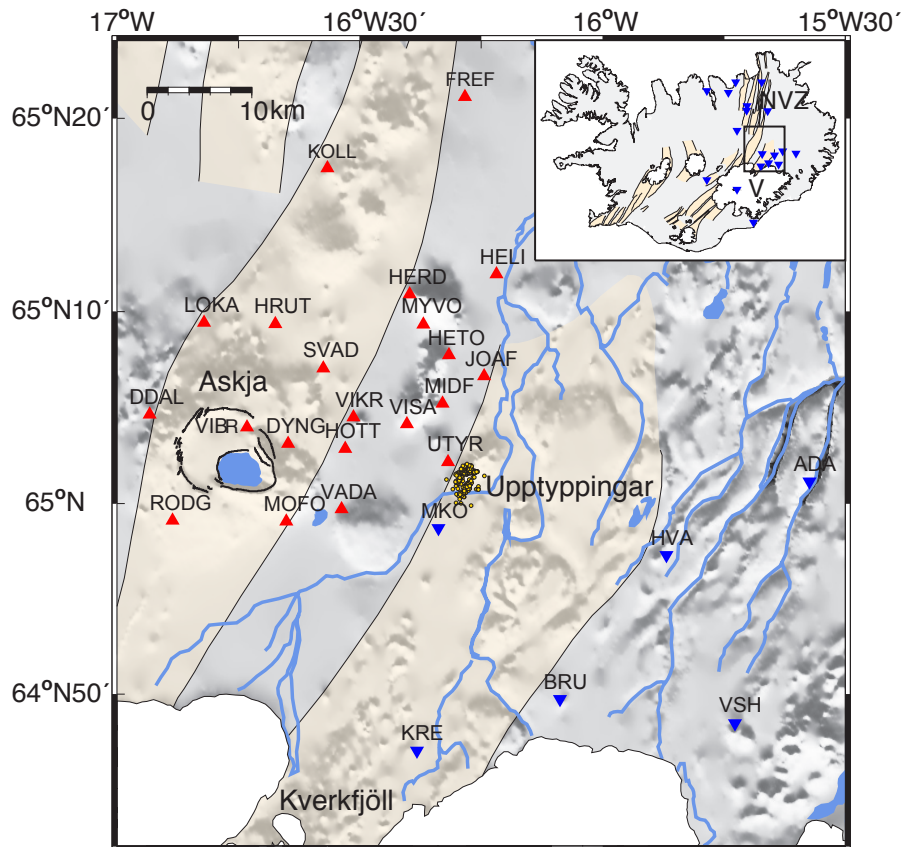 17°W
16°W30´
16°W
15°W30´
65°N20´
65°N10´
65°N
64°N50´
0
10km
FREF
KOLL
NVZ
V
HELI
HERD
LOKA
HRUT
MYVO
HETO
SVAD
JOAF
Askja
MIDF
DDAL
VIKR
VISA
VIBR
DYNG
HOTT
UTYR
ADA
Upptyppingar
RODG
MOFO
VADA
MKO
HVA
BRU
VSH
KRE
Kverkfjöll